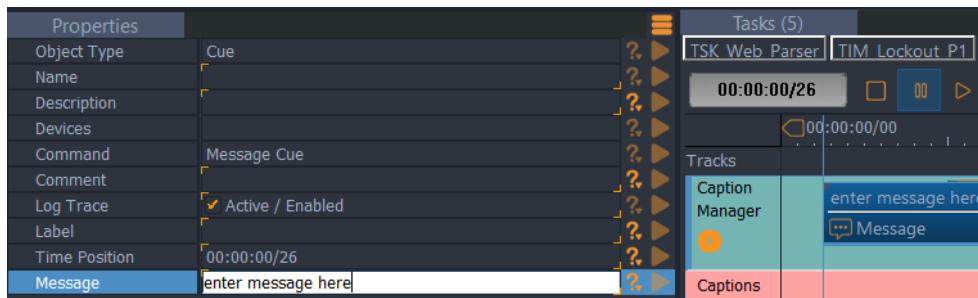 Properties
Object Type Cue
Name
Description
Devices
Command Message Cue
Comment
Log Trace Active / Enabled
Label
Time Position 00:00:00/26
Message enter message here
Tasks (5)
TSK Web Parser TIM Lockout P1
00:00:00/26
00:00:00/00
Tracks
Caption
Manager
enter message here
Message
Captions